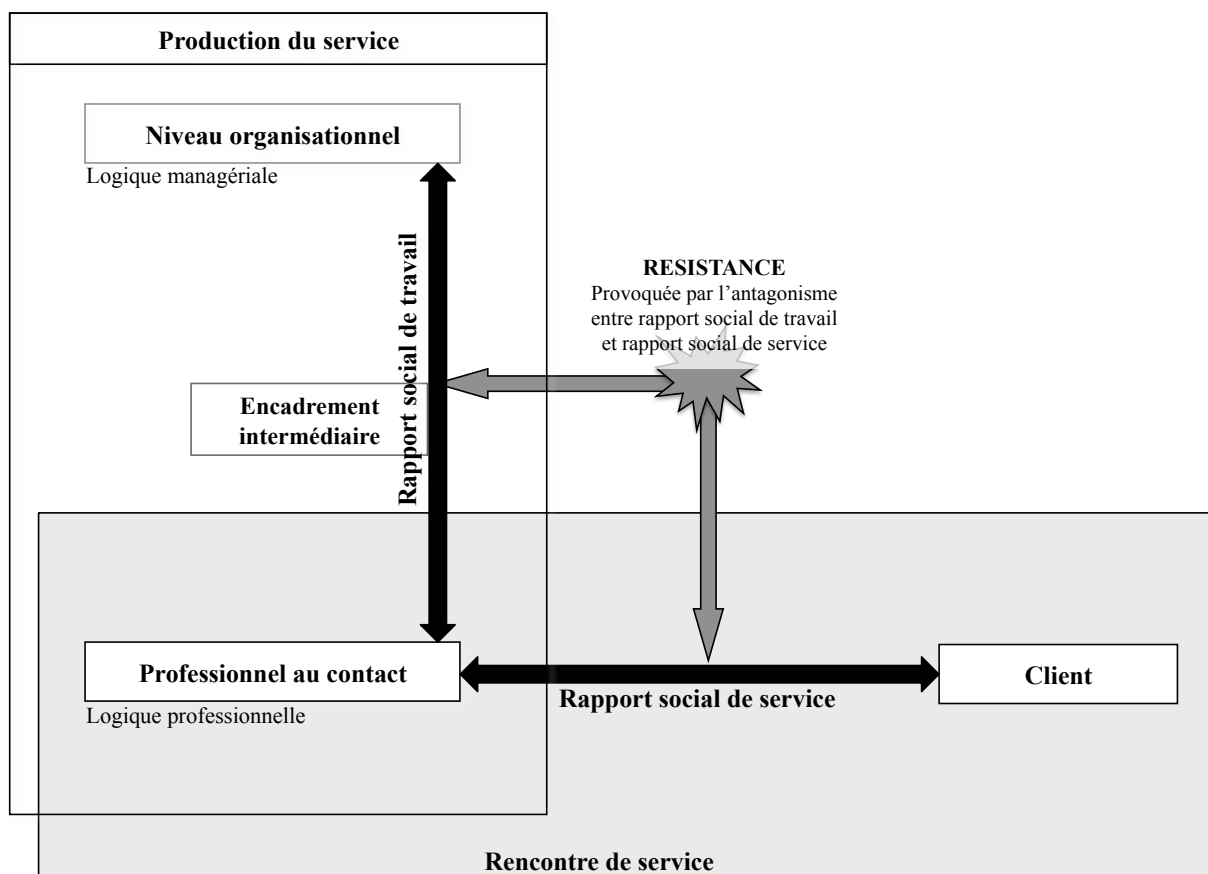 Production du service
Niveau organisationnel
Logique managériale
Rapport social de travail
RESISTANCE
Provoquée par l’antagonisme
entre rapport social de travail
et rapport social de service
Encadrement
intermédiaire
Professionnel au contact
Logique professionnelle
Rapport social de service
Client
Rencontre de service